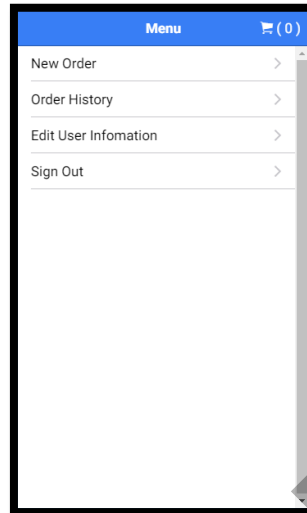 Menu ( 0 )
New Order
Order History
Edit User Infomation
Sign Out